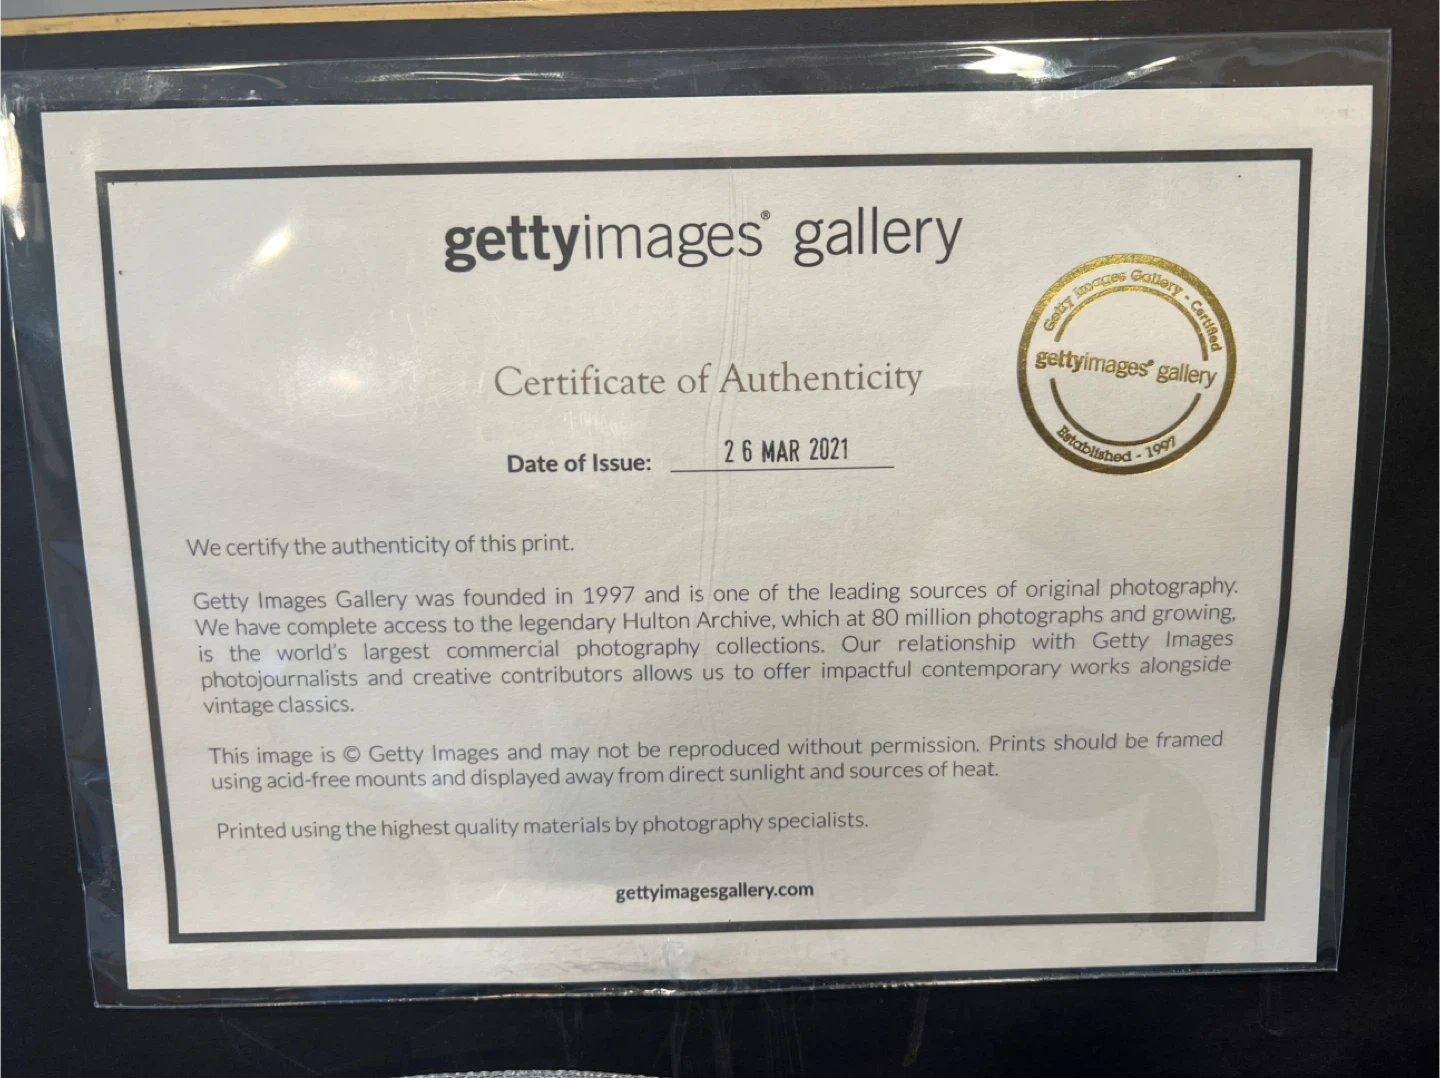 gettyimages® gallery
Getty Images Gallery - Certified
gettyimages® gallery
Established - 1997
Certificate of Authenticity
Date of Issue: 26 MAR 2021
We certify the authenticity of this print.
Getty Images Gallery was founded in 1997 and is one of the leading sources of original photography.
We have complete access to the legendary Hulton Archive, which at 80 million photographs and growing,
is the world's largest commercial photography collections. Our relationship with Getty Images
photojournalists and creative contributors allows us to offer impactful contemporary works alongside
vintage classics.
This image is © Getty Images and may not be reproduced without permission. Prints should be framed
using acid-free mounts and displayed away from direct sunlight and sources of heat.
Printed using the highest quality materials by photography specialists.
gettyimagesgallery.com